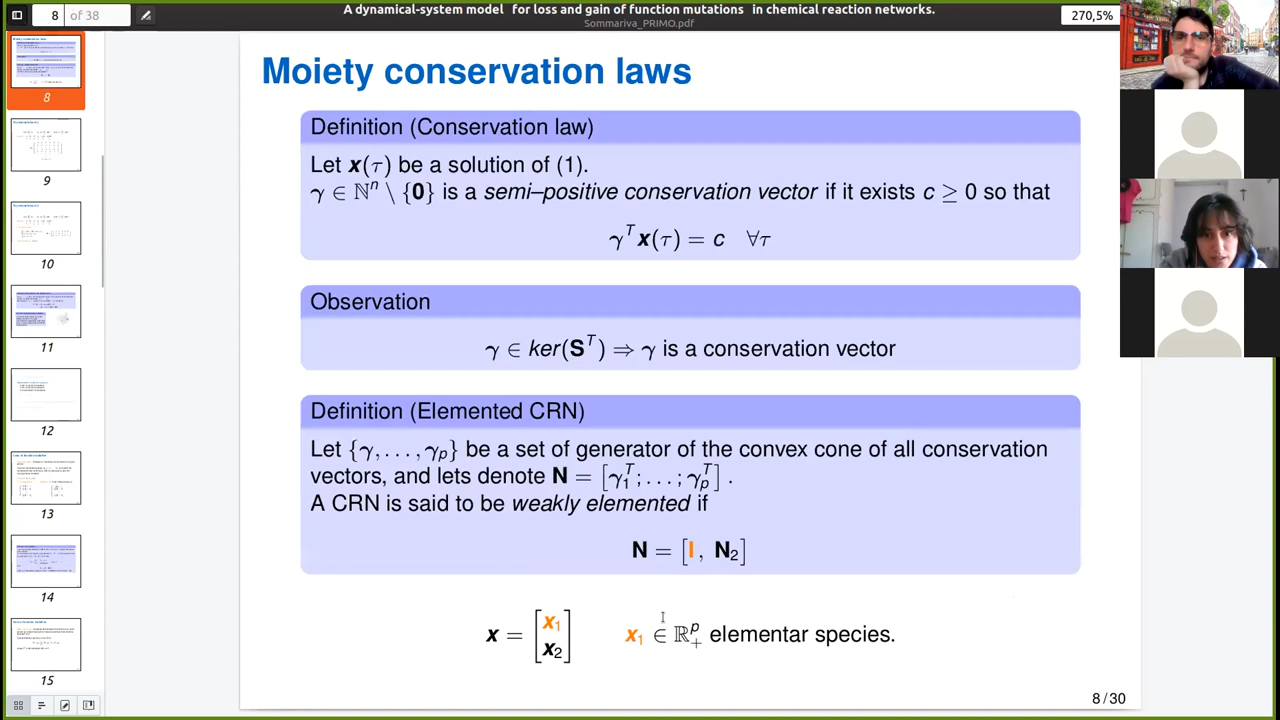 8 of 38
A dynamical-system model for loss and gain of function mutations in chemical reaction networks.
Sommariva_PRIMO.pdf
270,5%
8
9
10
11
12
13
14
15
Moiety conservation laws
Definition (Conservation law)
Let x(τ) be a solution of (1).
γ ∈ ℕⁿ \ {0} is a semi–positive conservation vector if it exists c ≥ 0 so that
γᵀx(τ) = c ∀τ
Observation
γ ∈ ker(Sᵀ) ⇒ γ is a conservation vector
Definition (Elemented CRN)
Let {γ, . . . , γₚ} be a set of generator of the convex cane of all conservation
vectors, and lets denote N = [γ₁ᵀ; . . . ; γₚᵀ].
A CRN is said to be weakly elemented if
N = [I , N₂]
x = [x₁ x₂] x₁ ∈ ℝ₊ᵖ elementar species.
8 / 30